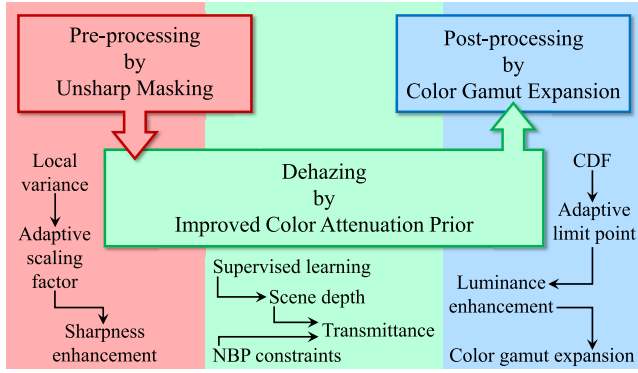 Pre-processing
by
Unsharp Masking
Post-processing
by
Color Gamut Expansion
Dehazing
by
Improved Color Attenuation Prior
Local
variance
Adaptive
scaling
factor
Sharpness
enhancement
Supervised learning
Scene depth
Transmittance
NBP constraints
CDF
Adaptive
limit point
Luminance
enhancement
Color gamut expansion